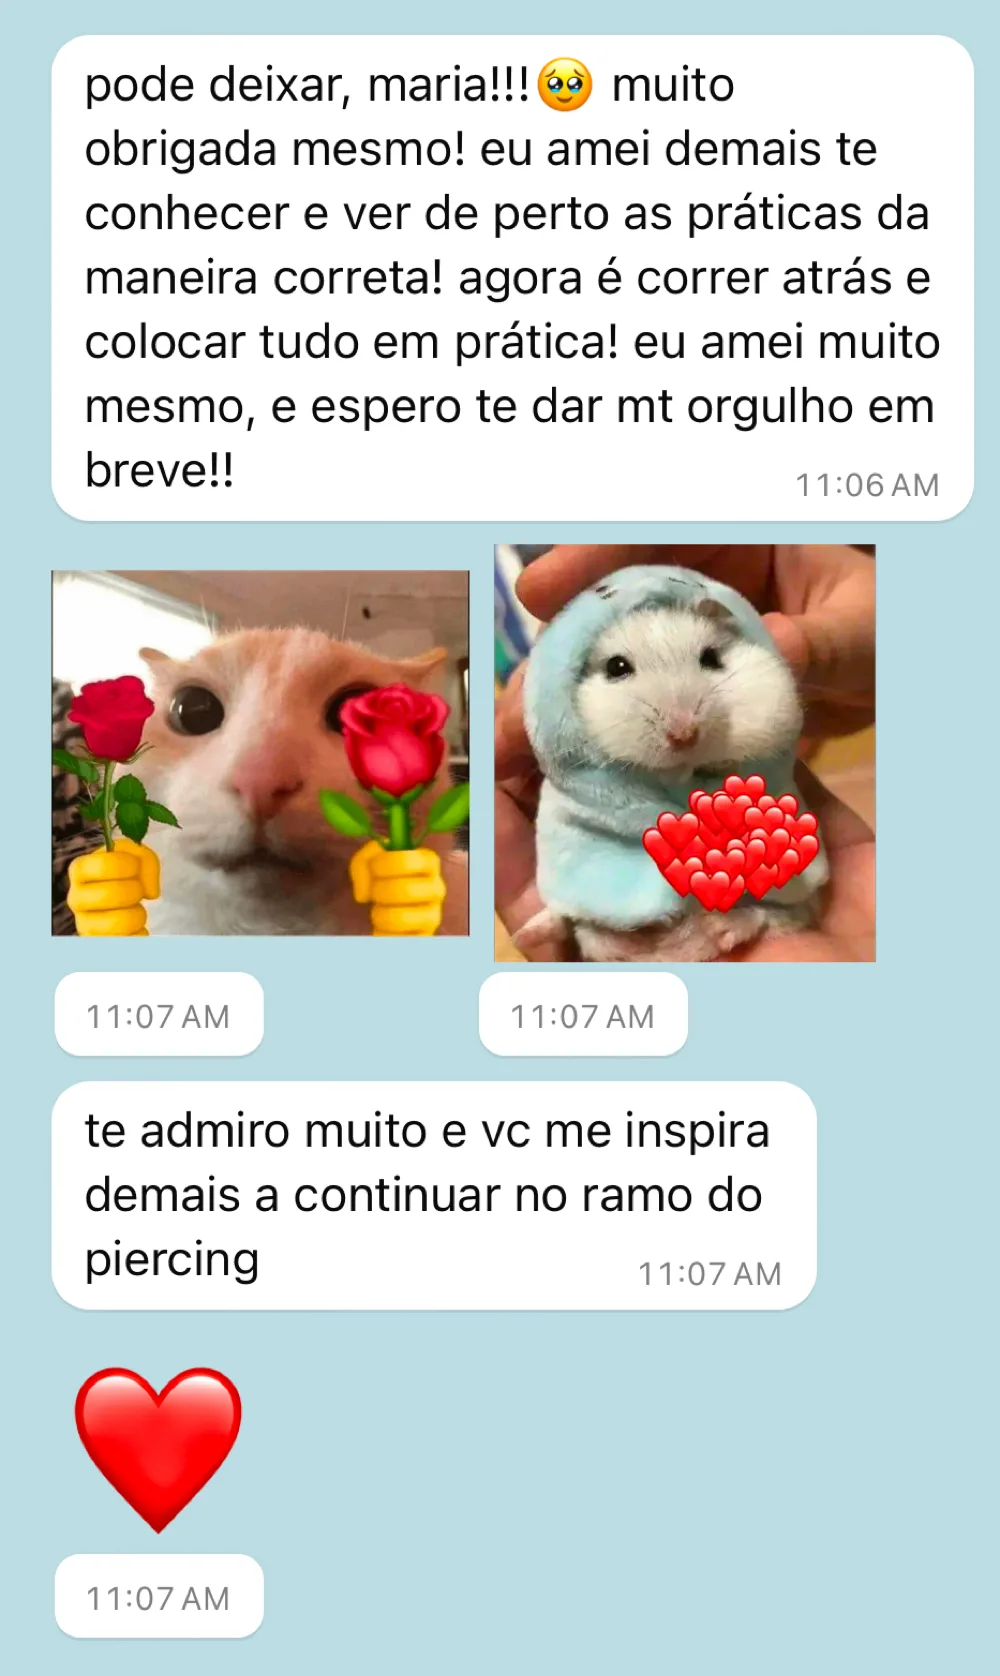 pode deixar, maria!!!🥹 muito
obrigada mesmo! eu amei demais te
conhecer e ver de perto as práticas da
maneira correta! agora é correr atrás e
colocar tudo em prática! eu amei muito
mesmo, e espero te dar mt orgulho em
breve!!
11:06 AM
11:07 AM
11:07 AM
te admiro muito e vc me inspira
demais a continuar no ramo do
piercing
11:07 AM
❤️
11:07 AM